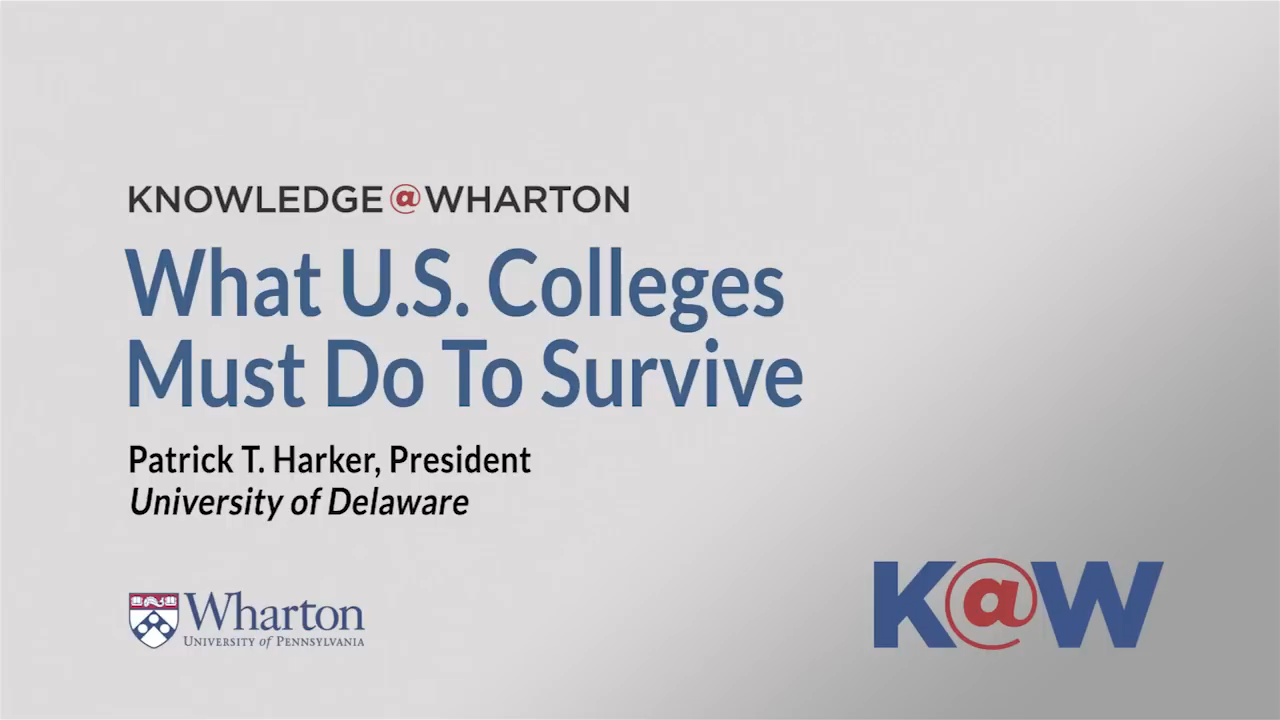 KNOWLEDGE@WHARTON
What U.S. Colleges
Must Do To Survive
Patrick T. Harker, President
University of Delaware
Wharton
UNIVERSITY of PENNSYLVANIA
K@W